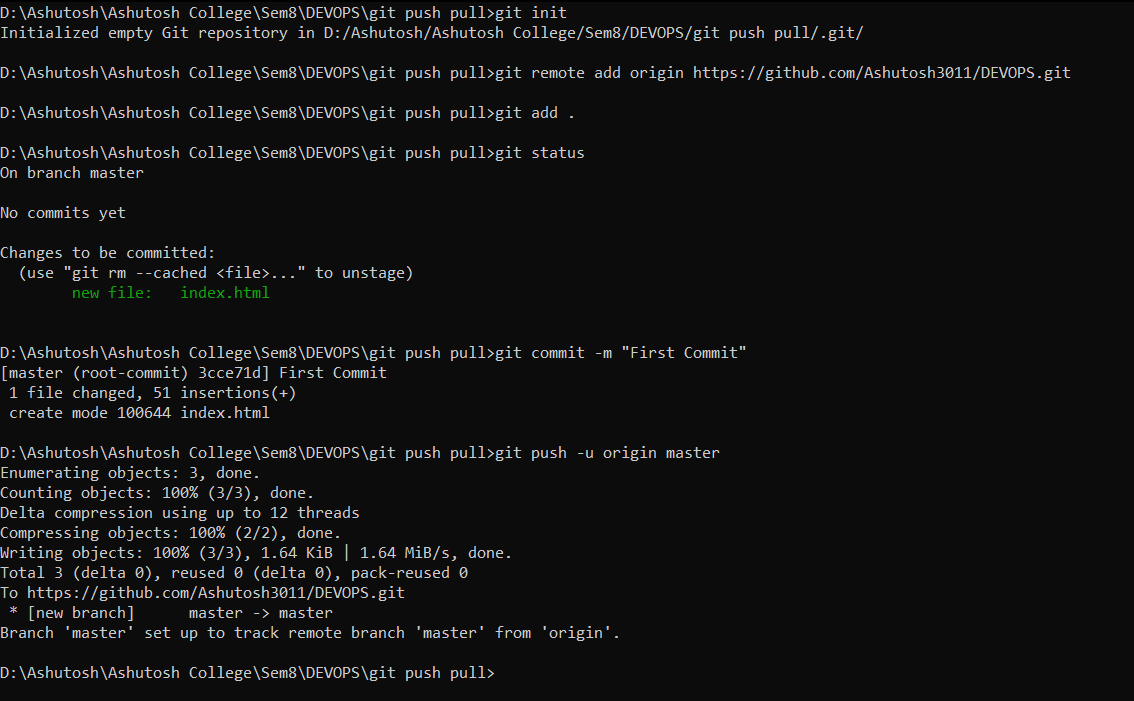 D:\Ashutosh\Ashutosh College\Sem8\DEVOPS\git push pull>git init
Initialized empty Git repository in D:/Ashutosh/Ashutosh College/Sem8/DEVOPS/git push pull/.git/
D:\Ashutosh\Ashutosh College\Sem8\DEVOPS\git push pull>git remote add origin https://github.com/Ashutosh3011/DEVOPS.git
D:\Ashutosh\Ashutosh College\Sem8\DEVOPS\git push pull>git add .
D:\Ashutosh\Ashutosh College\Sem8\DEVOPS\git push pull>git status
On branch master
No commits yet
Changes to be committed:
  (use "git rm --cached <file>..." to unstage)
        new file:   index.html
D:\Ashutosh\Ashutosh College\Sem8\DEVOPS\git push pull>git commit -m "First Commit"
[master (root-commit) 3cce71d] First Commit
 1 file changed, 51 insertions(+)
 create mode 100644 index.html
D:\Ashutosh\Ashutosh College\Sem8\DEVOPS\git push pull>git push -u origin master
Enumerating objects: 3, done.
Counting objects: 100% (3/3), done.
Delta compression using up to 12 threads
Compressing objects: 100% (2/2), done.
Writing objects: 100% (3/3), 1.64 KiB | 1.64 MiB/s, done.
Total 3 (delta 0), reused 0 (delta 0), pack-reused 0
To https://github.com/Ashutosh3011/DEVOPS.git
 * [new branch]      master -> master
Branch 'master' set up to track remote branch 'master' from 'origin'.
D:\Ashutosh\Ashutosh College\Sem8\DEVOPS\git push pull>